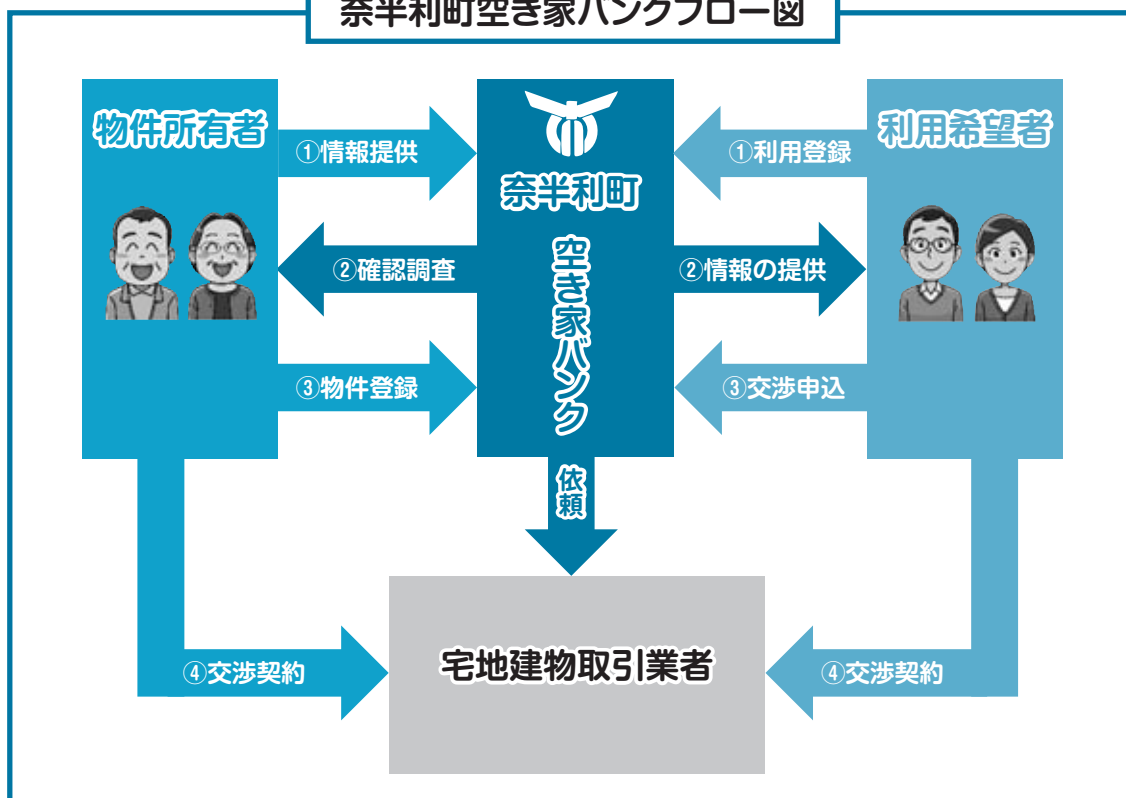 奈半利町空き家バンクフロー図
物件所有者
①情報提供
②確認調査
③物件登録
奈半利町
空き家バンク
依頼
利用希望者
①利用登録
②情報の提供
③交渉申込
④交渉契約
宅地建物取引業者
④交渉契約